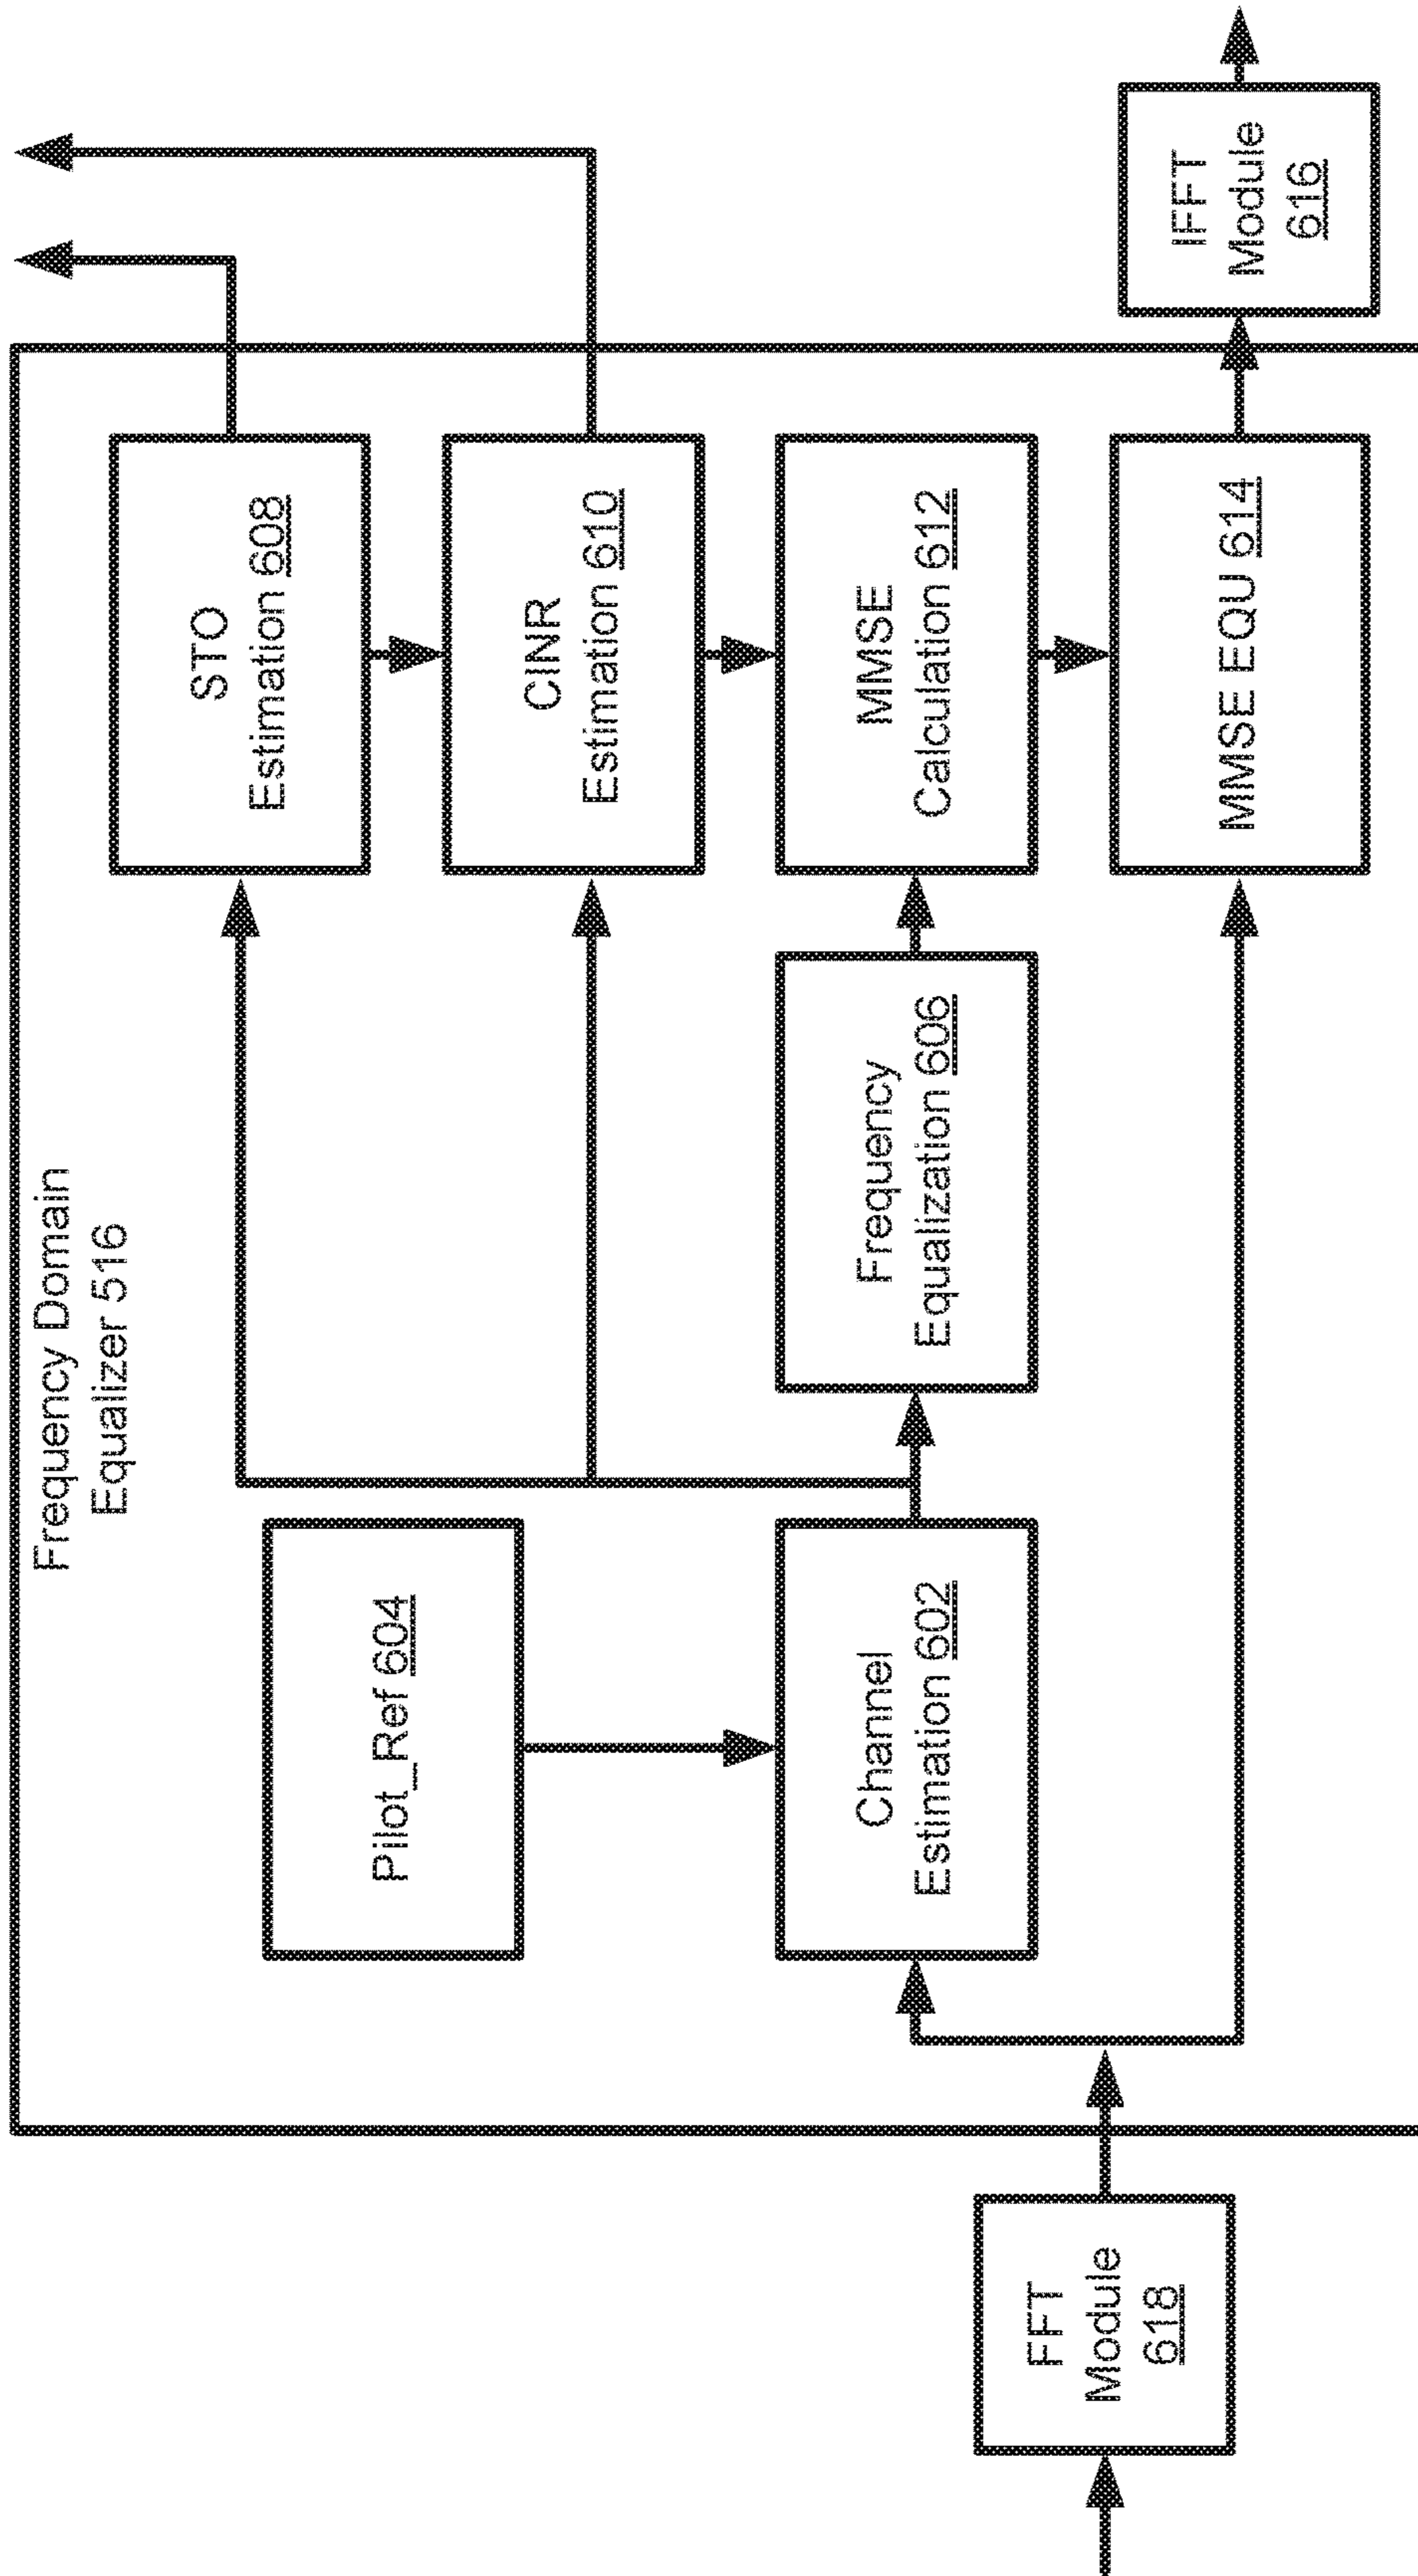 Frequency Domain
Equalizer 516
FFT
Module
618
Pilot_Ref 604
Channel
Estimation 602
Frequency
Equalization 606
STO
Estimation 608
CINR
Estimation 610
MMSE
Calculation 612
MMSE EQU 614
IFFT
Module
616